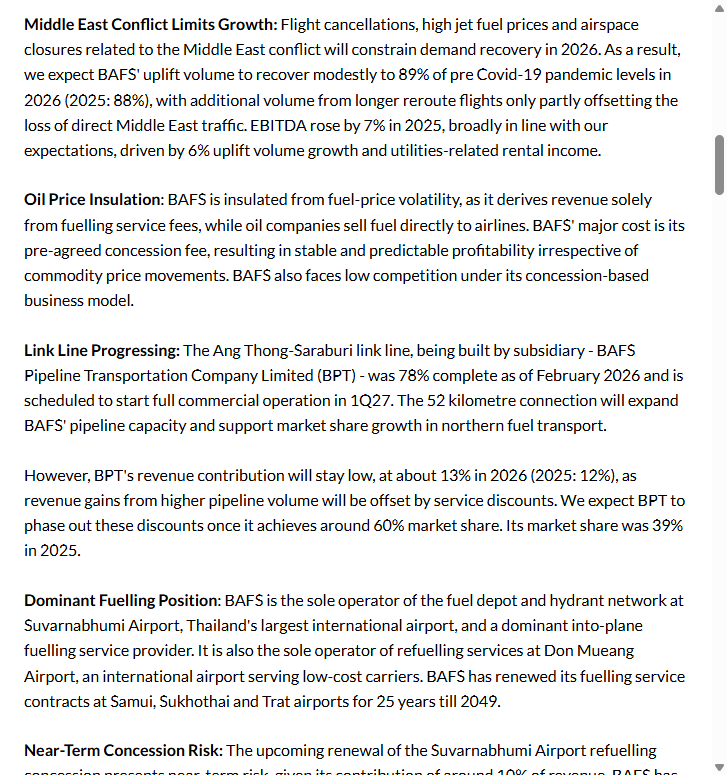 Middle East Conflict Limits Growth: Flight cancellations, high jet fuel prices and airspace
closures related to the Middle East conflict will constrain demand recovery in 2026. As a result,
we expect BAFS' uplift volume to recover modestly to 89% of pre Covid-19 pandemic levels in
2026 (2025: 88%), with additional volume from longer reroute flights only partly offsetting the
loss of direct Middle East traffic. EBITDA rose by 7% in 2025, broadly in line with our
expectations, driven by 6% uplift volume growth and utilities-related rental income.
Oil Price Insulation: BAFS is insulated from fuel-price volatility, as it derives revenue solely
from fuelling service fees, while oil companies sell fuel directly to airlines. BAFS' major cost is its
pre-agreed concession fee, resulting in stable and predictable profitability irrespective of
commodity price movements. BAFS also faces low competition under its concession-based
business model.
Link Line Progressing: The Ang Thong-Saraburi link line, being built by subsidiary - BAFS
Pipeline Transportation Company Limited (BPT) - was 78% complete as of February 2026 and is
scheduled to start full commercial operation in 1Q27. The 52 kilometre connection will expand
BAFS' pipeline capacity and support market share growth in northern fuel transport.
However, BPT's revenue contribution will stay low, at about 13% in 2026 (2025: 12%), as
revenue gains from higher pipeline volume will be offset by service discounts. We expect BPT to
phase out these discounts once it achieves around 60% market share. Its market share was 39%
in 2025.
Dominant Fuelling Position: BAFS is the sole operator of the fuel depot and hydrant network at
Suvarnabhumi Airport, Thailand's largest international airport, and a dominant into-plane
fuelling service provider. It is also the sole operator of refuelling services at Don Mueang
Airport, an international airport serving low-cost carriers. BAFS has renewed its fuelling service
contracts at Samui, Sukhothai and Trat airports for 25 years till 2049.
Near-Term Concession Risk: The upcoming renewal of the Suvarnabhumi Airport refuelling
concession presents near-term risk, given its contribution of around 10% of revenue. BAFS has